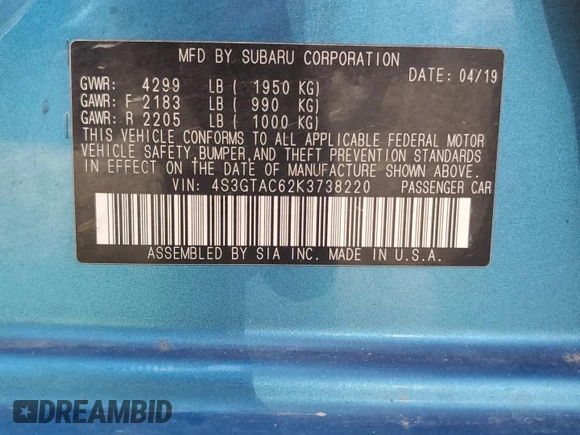 MFD BY SUBARU CORPORATION
DATE: 04/19
GVWR: 4299 LB ( 1950 KG)
GAWR: F 2183 LB ( 990 KG)
GAWR: R 2205 LB ( 1000 KG)
THIS VEHICLE CONFORMS TO ALL APPLICABLE FEDERAL MOTOR
VEHICLE SAFETY, BUMPER, AND THEFT PREVENTION STANDARDS
IN EFFECT ON THE DATE OF MANUFACTURE SHOWN ABOVE.
VIN: 4S3GTAC62K3738220 PASSENGER CAR
ASSEMBLED BY SIA INC. MADE IN U.S.A.
DREAMBID